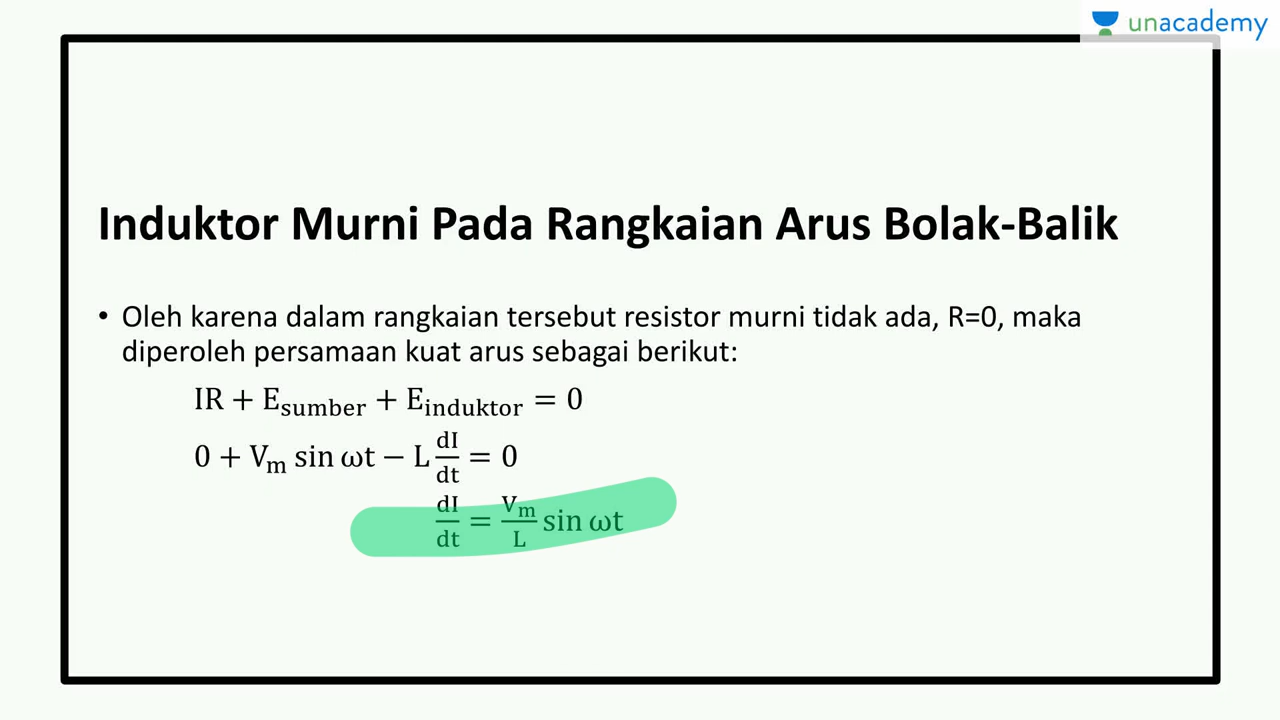 unacademy
Induktor Murni Pada Rangkaian Arus Bolak-Balik
• Oleh karena dalam rangkaian tersebut resistor murni tidak ada, R=0, maka
diperoleh persamaan kuat arus sebagai berikut:
IR + E_sumber + E_induktor = 0
0 + V_m sin ωt − L dI/dt = 0
dI/dt = V_m/L sin ωt